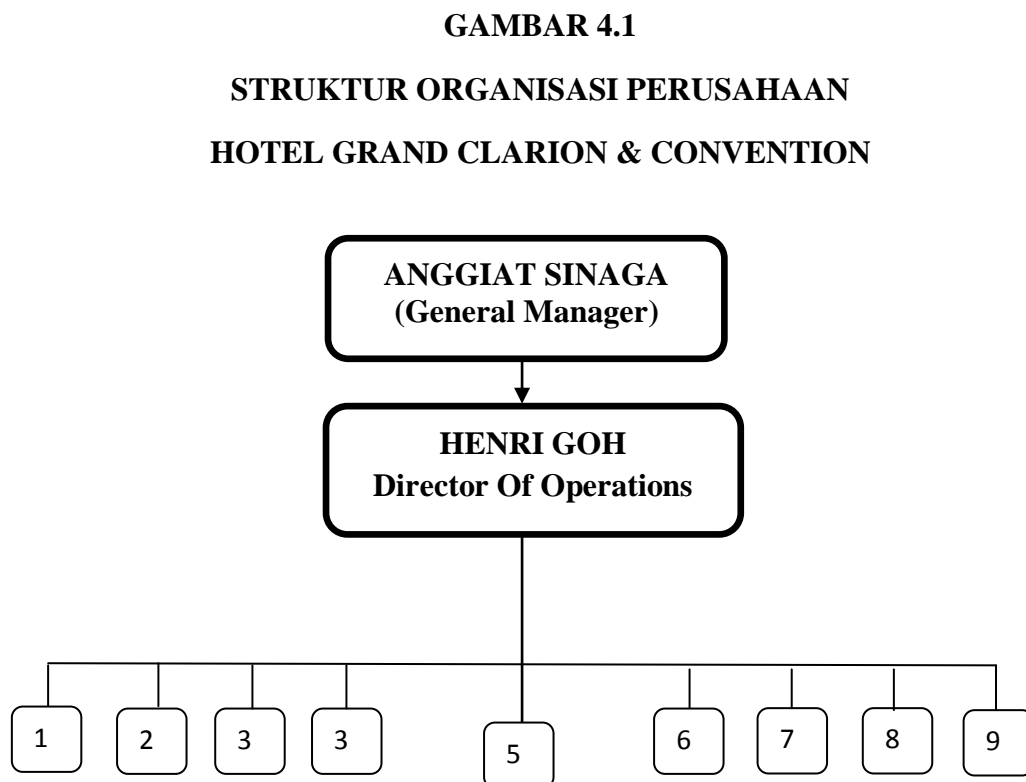 GAMBAR 4.1
STRUKTUR ORGANISASI PERUSAHAAN
HOTEL GRAND CLARION & CONVENTION
ANGGIAT SINAGA
(General Manager)
HENRI GOH
Director Of Operations
1 2 3 3 5 6 7 8 9